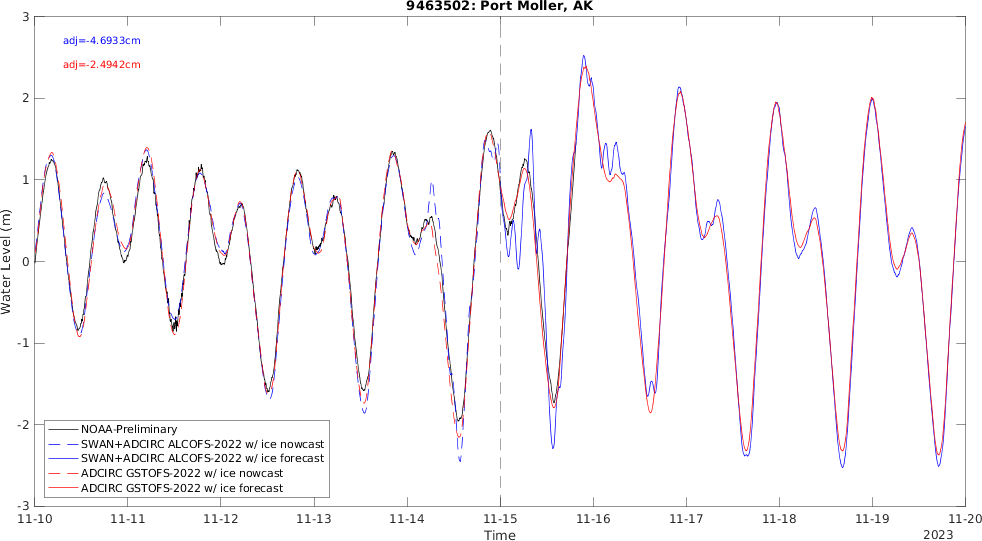 9463502: Port Moller, AK
adj=-4.6933cm
adj=-2.4942cm
Water Level (m)
3
2
1
0
-1
-2
-3
NOAA-Preliminary
SWAN+ADCIRC ALCOFS-2022 w/ ice nowcast
SWAN+ADCIRC ALCOFS-2022 w/ ice forecast
ADCIRC GSTOFS-2022 w/ ice nowcast
ADCIRC GSTOFS-2022 w/ ice forecast
11-10 11-11 11-12 11-13 11-14 11-15 11-16 11-17 11-18 11-19 11-20
Time
2023